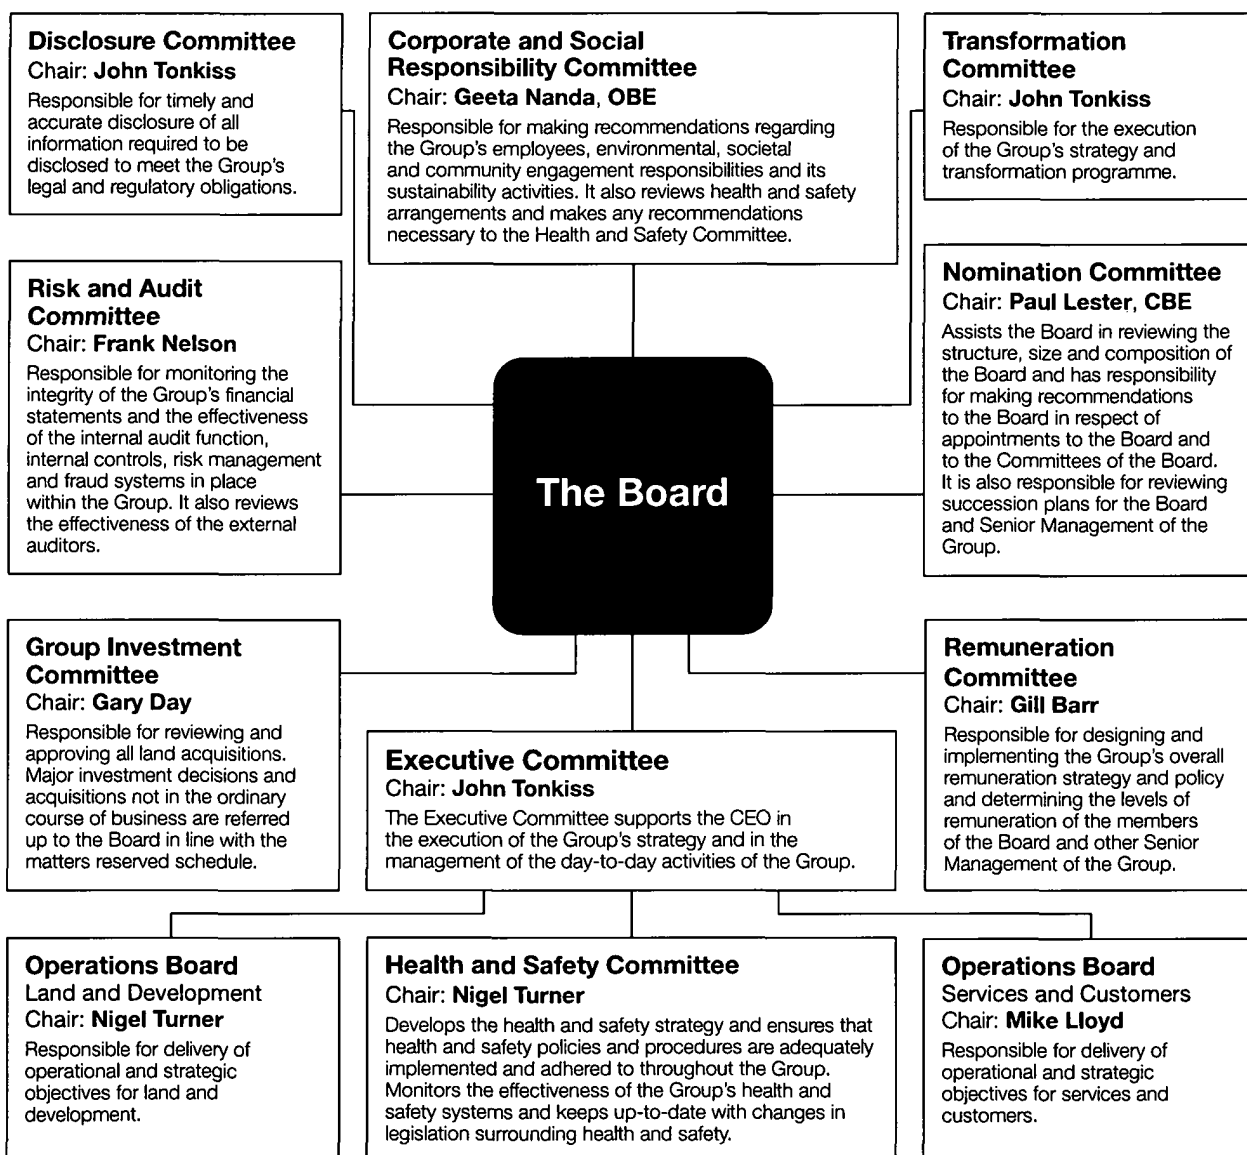 Disclosure Committee
Chair: John Tonkiss
Responsible for timely and
accurate disclosure of all
information required to be
disclosed to meet the Group's
legal and regulatory obligations.
Corporate and Social
Responsibility Committee
Chair: Geeta Nanda, OBE
Responsible for making recommendations regarding
the Group's employees, environmental, societal
and community engagement responsibilities and its
sustainability activities. It also reviews health and safety
arrangements and makes any recommendations
necessary to the Health and Safety Committee.
Transformation
Committee
Chair: John Tonkiss
Responsible for the execution
of the Group's strategy and
transformation programme.
Risk and Audit
Committee
Chair: Frank Nelson
Responsible for monitoring the
integrity of the Group's financial
statements and the effectiveness
of the internal audit function,
internal controls, risk management
and fraud systems in place
within the Group. It also reviews
the effectiveness of the external
auditors.
The Board
Nomination Committee
Chair: Paul Lester, CBE
Assists the Board in reviewing the
structure, size and composition of
the Board and has responsibility
for making recommendations
to the Board in respect of
appointments to the Board and
to the Committees of the Board.
It is also responsible for reviewing
succession plans for the Board
and Senior Management of the
Group.
Group Investment
Committee
Chair: Gary Day
Responsible for reviewing and
approving all land acquisitions.
Major investment decisions and
acquisitions not in the ordinary
course of business are referred
up to the Board in line with the
matters reserved schedule.
Executive Committee
Chair: John Tonkiss
The Executive Committee supports the CEO in
the execution of the Group's strategy and in the
management of the day-to-day activities of the Group.
Remuneration
Committee
Chair: Gill Barr
Responsible for designing and
implementing the Group's overall
remuneration strategy and policy
and determining the levels of
remuneration of the members
of the Board and other Senior
Management of the Group.
Operations Board
Land and Development
Chair: Nigel Turner
Responsible for delivery of
operational and strategic
objectives for land and
development.
Health and Safety Committee
Chair: Nigel Turner
Develops the health and safety strategy and ensures that
health and safety policies and procedures are adequately
implemented and adhered to throughout the Group.
Monitors the effectiveness of the Group's health and
safety systems and keeps up-to-date with changes in
legislation surrounding health and safety.
Operations Board
Services and Customers
Chair: Mike Lloyd
Responsible for delivery of
operational and strategic
objectives for services and
customers.